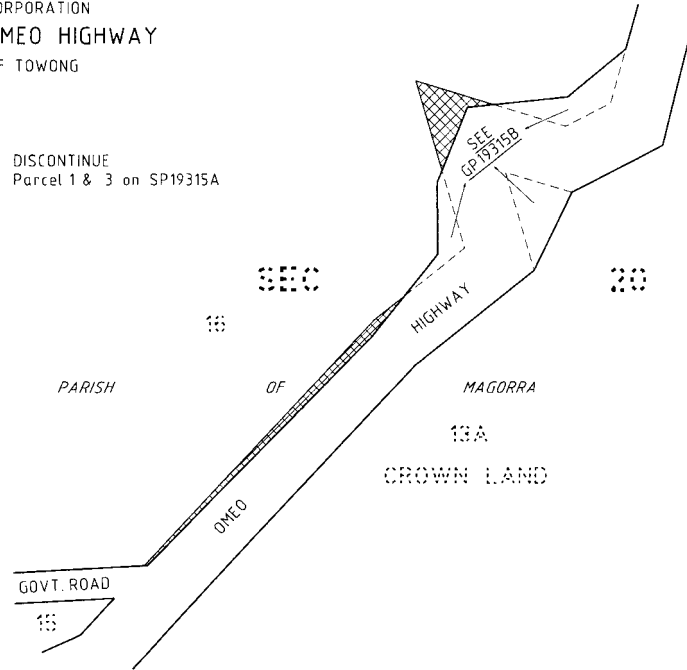 ORPORATION
MEO HIGHWAY
F TOWONG
DISCONTINUE
Parcel 1 & 3 on SP19315A
SEE
GP19315B
SEC
20
16
HIGHWAY
PARISH OF MAGORRA
13A
CROWN LAND
OMEO
GOVT. ROAD
15